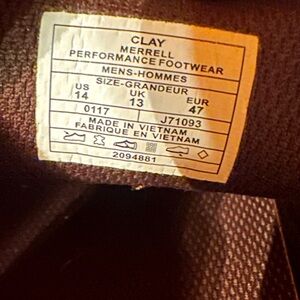 CLAY
MERRELL
PERFORMANCE FOOTWEAR
MENS-HOMMES
SIZE-GRANDEUR
US UK EUR
14 13 47
0117 J71093
MADE IN VIETNAM
FABRIQUE EN VIETNAM
2094881